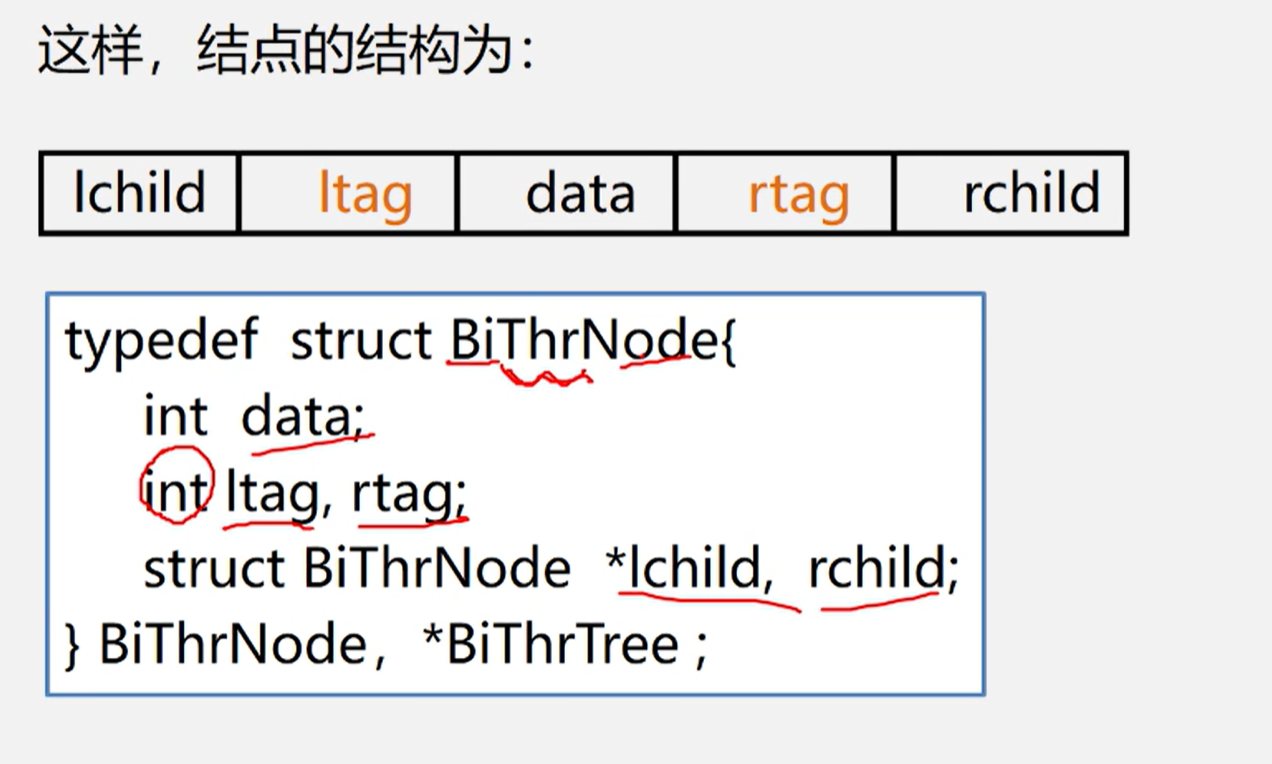 这样，结点的结构为：
lchild ltag data rtag rchild
typedef struct BiThrNode{
int data;
int ltag, rtag;
struct BiThrNode *lchild, rchild;
} BiThrNode，*BiThrTree ;